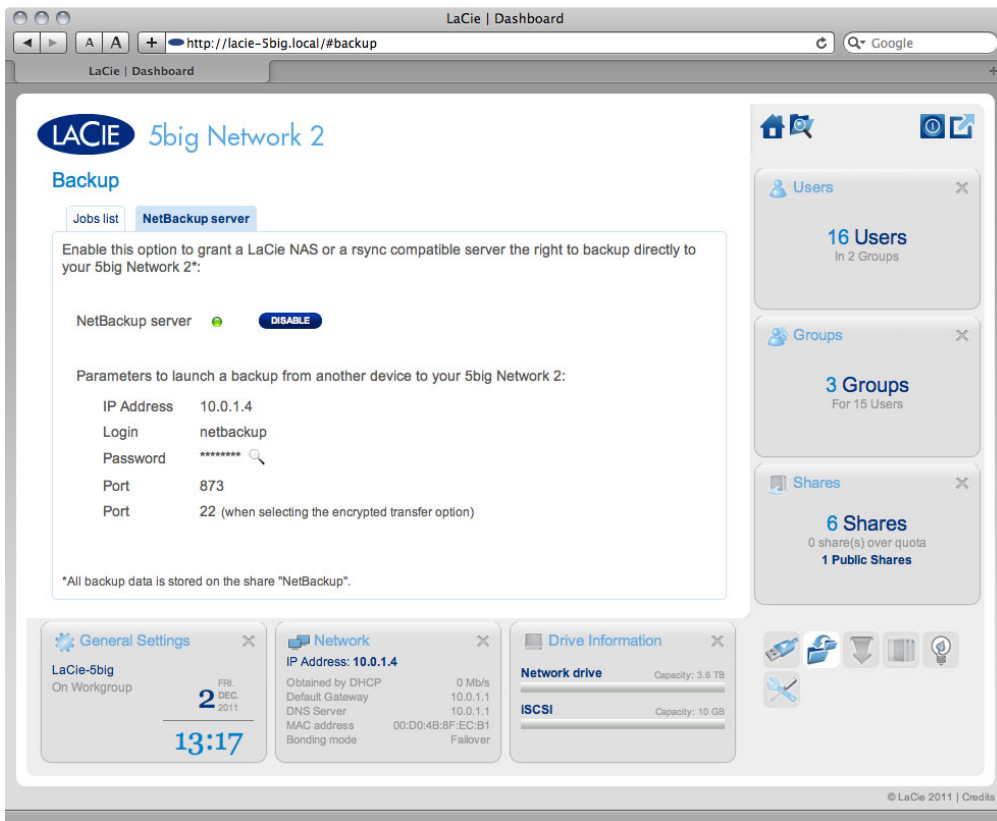 LaCie | Dashboard
A A + http://lacie-5big.local/#backup Google
LaCie | Dashboard +
LACIE 5big Network 2
Backup
Jobs list NetBackup server
Enable this option to grant a LaCie NAS or a rsync compatible server the right to backup directly to
your 5big Network 2*:
NetBackup server DISABLE
Parameters to launch a backup from another device to your 5big Network 2:
IP Address 10.0.1.4
Login netbackup
Password ********
Port 873
Port 22 (when selecting the encrypted transfer option)
*All backup data is stored on the share "NetBackup".
Users
16 Users
In 2 Groups
Groups
3 Groups
For 15 Users
Shares
6 Shares
0 share(s) over quota
1 Public Shares
General Settings
LaCie-5big
On Workgroup
FRI.
2 DEC.
2011
13:17
Network
IP Address: 10.0.1.4
Obtained by DHCP 0 Mb/s
Default Gateway 10.0.1.1
DNS Server 10.0.1.1
MAC address 00:D0:4B:8F:EC:B1
Bonding mode Failover
Drive Information
Network drive Capacity: 3.6 TB
iSCSI Capacity: 10 GB
© LaCie 2011 | Credits